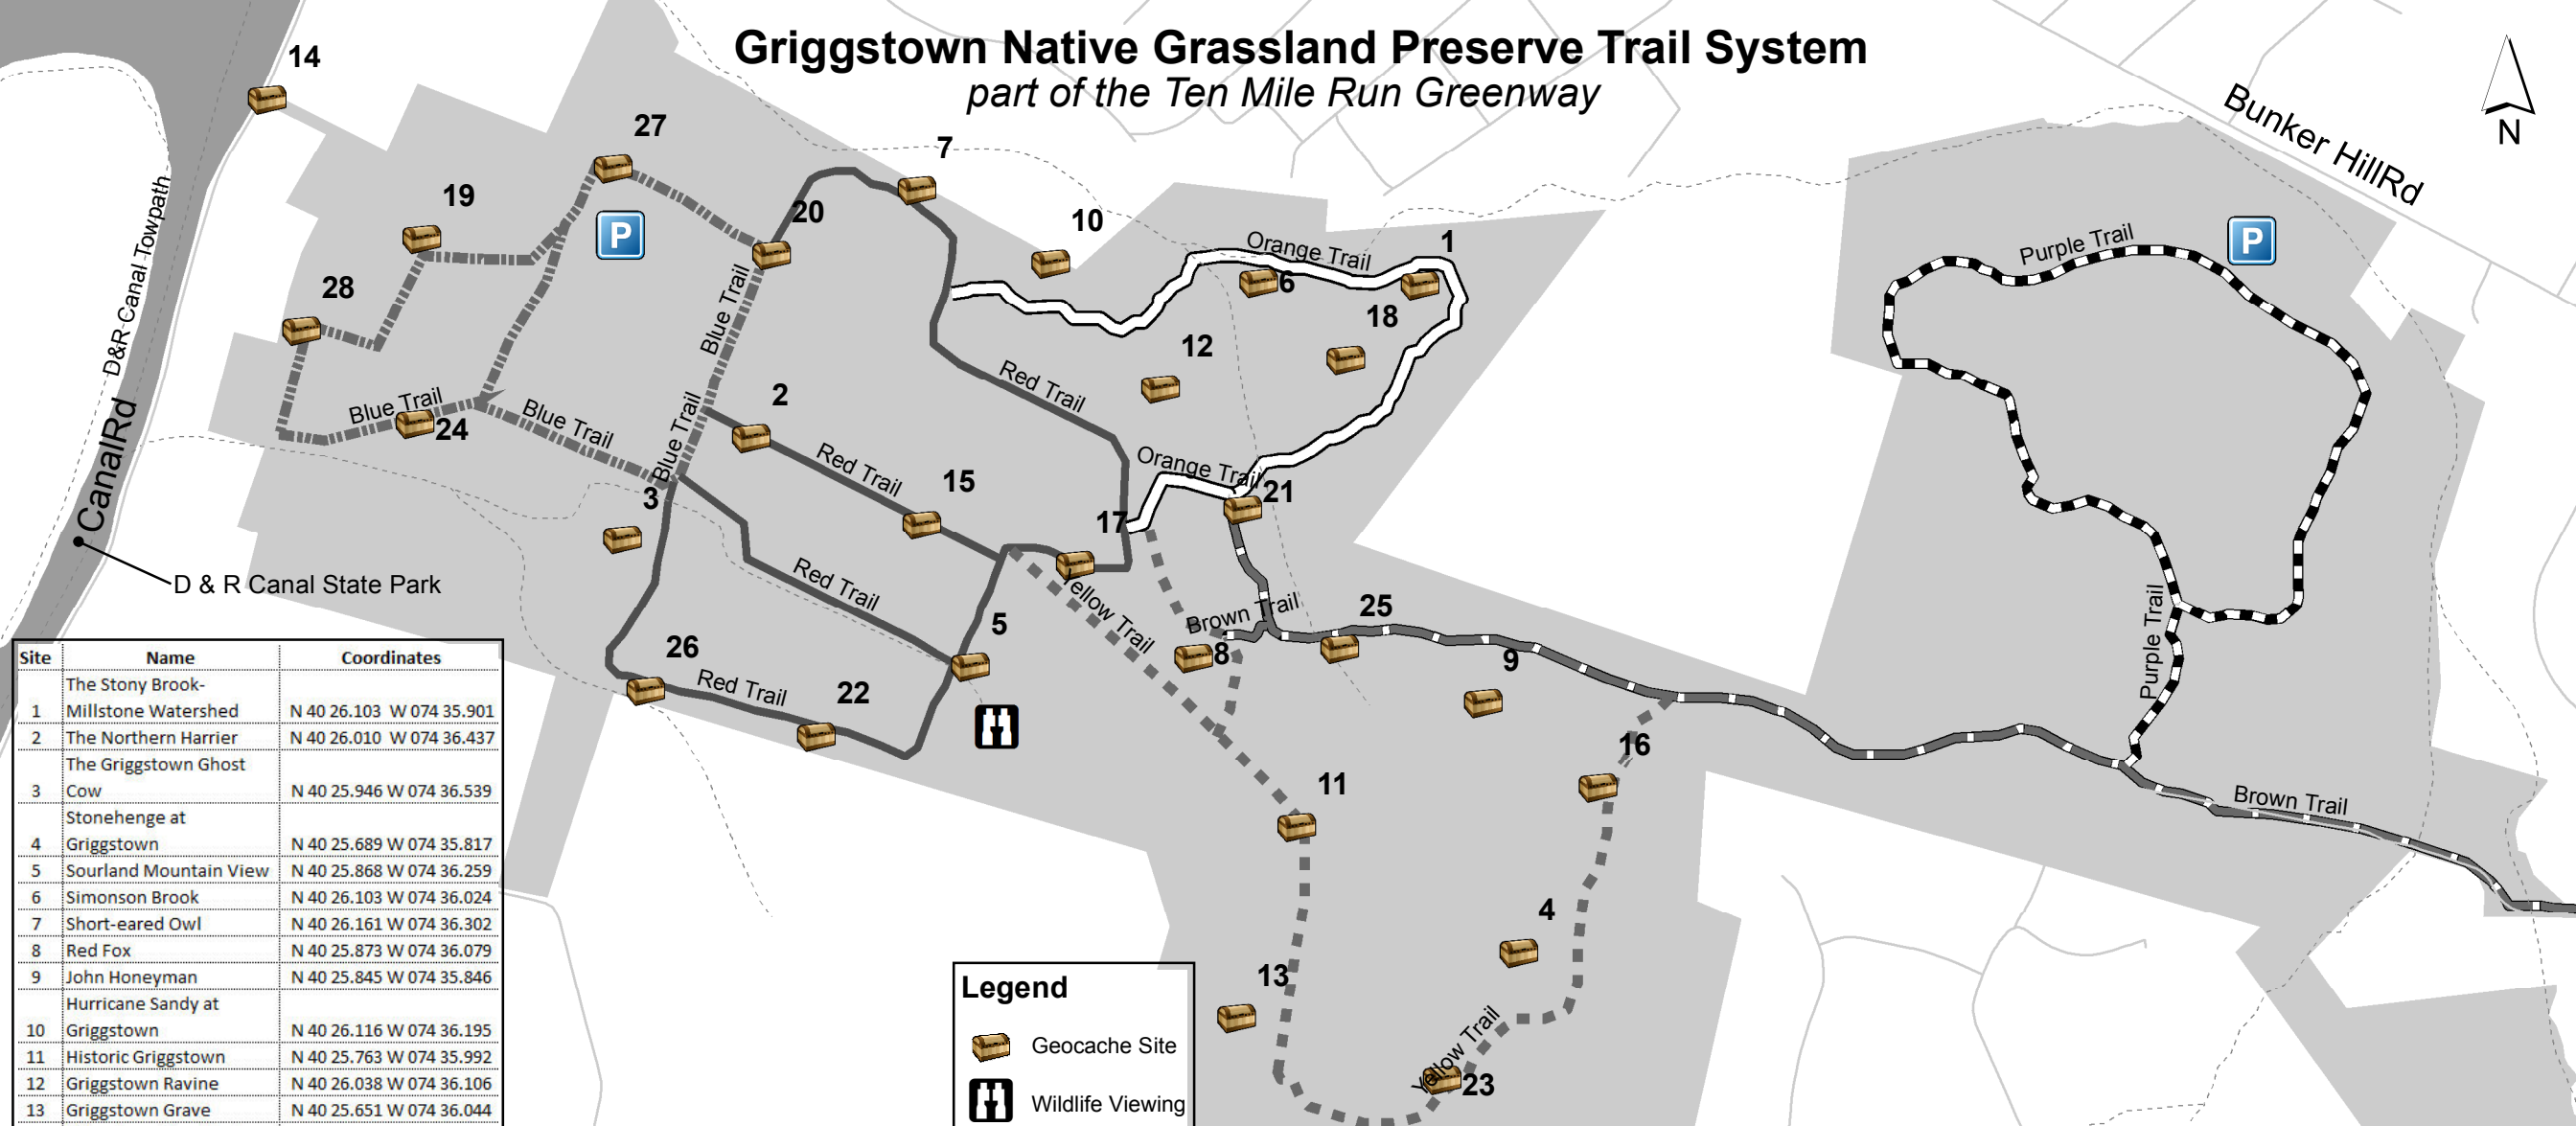 Griggstown Native Grassland Preserve Trail System
part of the Ten Mile Run Greenway
14
27
7
20
19
10
1
Bunker HillRd
N
P
P
Orange Trail
Purple Trail
6
18
28
D&R Canal Towpath
Blue Trail
12
2
Red Trail
Blue Trail
24
Blue Trail
Blue Trail
CanalRd
Red Trail
15
Orange Trail
21
3
17
D & R Canal State Park
Red Trail
Yellow Trail
Brown Trail
25
5
8
9
Purple Trail
26
Red Trail
22
16
11
Brown Trail
4
13
Yellow Trail
23
Site Name Coordinates
The Stony Brook-
1 Millstone Watershed N 40 26.103 W 074 35.901
2 The Northern Harrier N 40 26.010 W 074 36.437
The Griggstown Ghost
3 Cow N 40 25.946 W 074 36.539
Stonehenge at
4 Griggstown N 40 25.689 W 074 35.817
5 Sourland Mountain View N 40 25.868 W 074 36.259
6 Simonson Brook N 40 26.103 W 074 36.024
7 Short-eared Owl N 40 26.161 W 074 36.302
8 Red Fox N 40 25.873 W 074 36.079
9 John Honeyman N 40 25.845 W 074 35.846
Hurricane Sandy at
10 Griggstown N 40 26.116 W 074 36.195
11 Historic Griggstown N 40 25.763 W 074 35.992
12 Griggstown Ravine N 40 26.038 W 074 36.106
13 Griggstown Grave N 40 25.651 W 074 36.044
Legend
Geocache Site
Wildlife Viewing